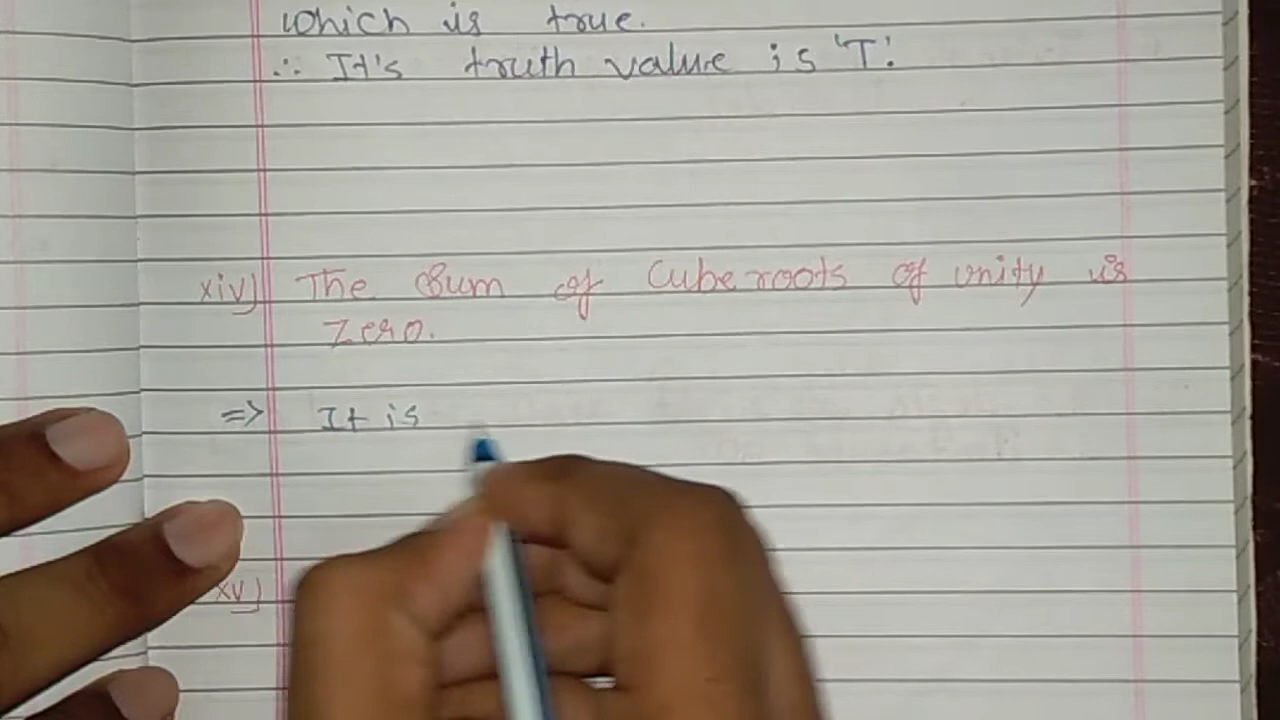 which is true.
∴ It's truth value is 'T'.
xiv) The Sum of Cube roots of unity is
Zero.
=> It is
xv)